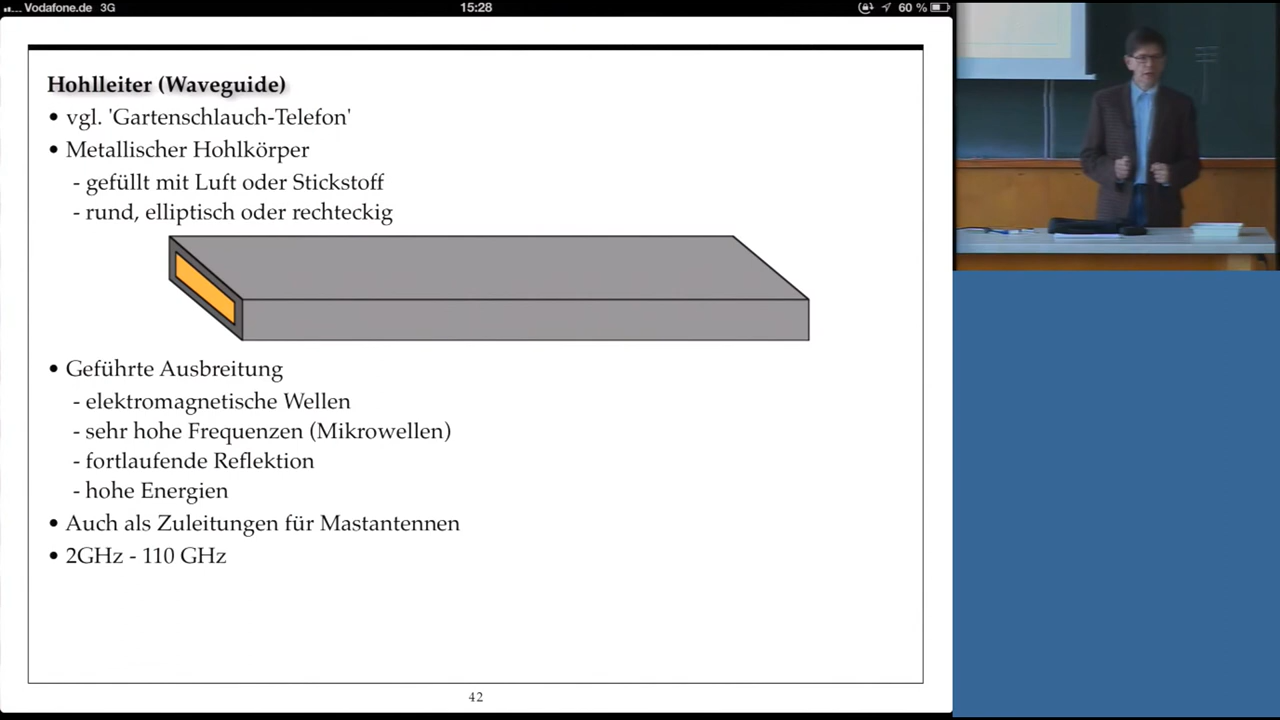 Vodafone.de 3G 15:28 60 %
Hohlleiter (Waveguide)
• vgl. 'Gartenschlauch-Telefon'
• Metallischer Hohlkörper
- gefüllt mit Luft oder Stickstoff
- rund, elliptisch oder rechteckig
• Geführte Ausbreitung
- elektromagnetische Wellen
- sehr hohe Frequenzen (Mikrowellen)
- fortlaufende Reflektion
- hohe Energien
• Auch als Zuleitungen für Mastantennen
• 2GHz - 110 GHz
42